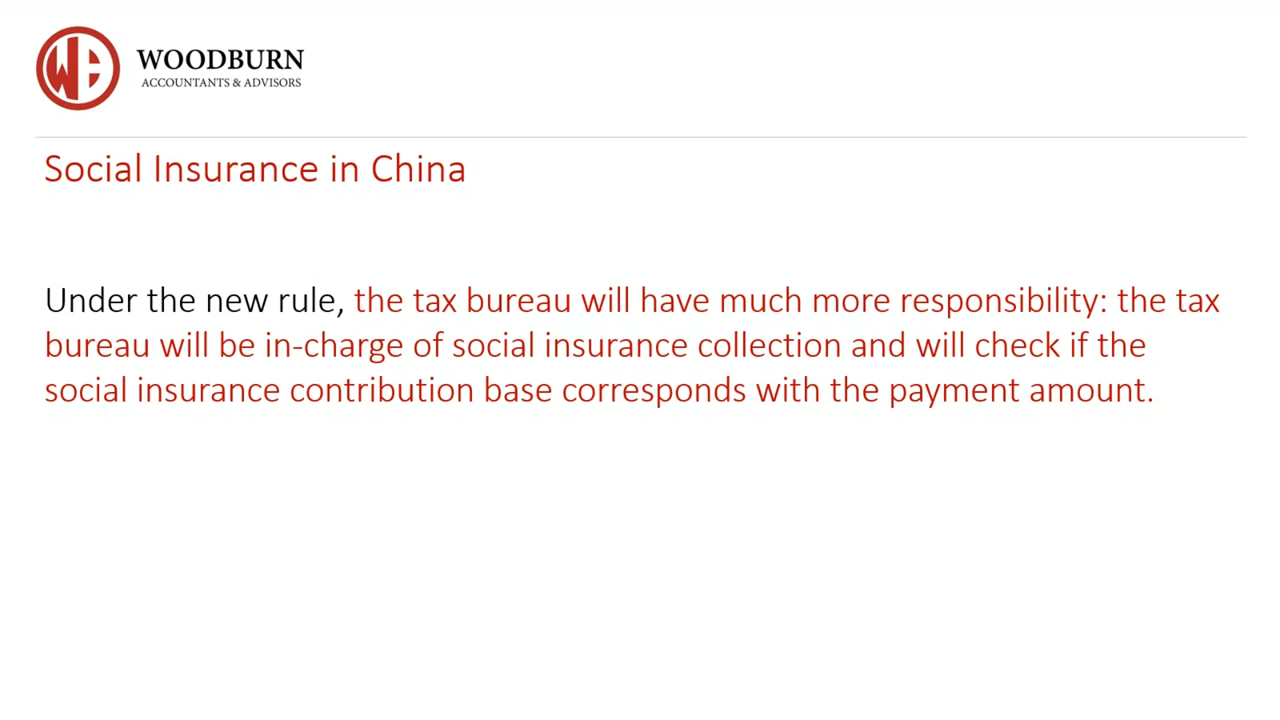 WOODBURN
ACCOUNTANTS & ADVISORS
Social Insurance in China
Under the new rule, the tax bureau will have much more responsibility: the tax
bureau will be in-charge of social insurance collection and will check if the
social insurance contribution base corresponds with the payment amount.